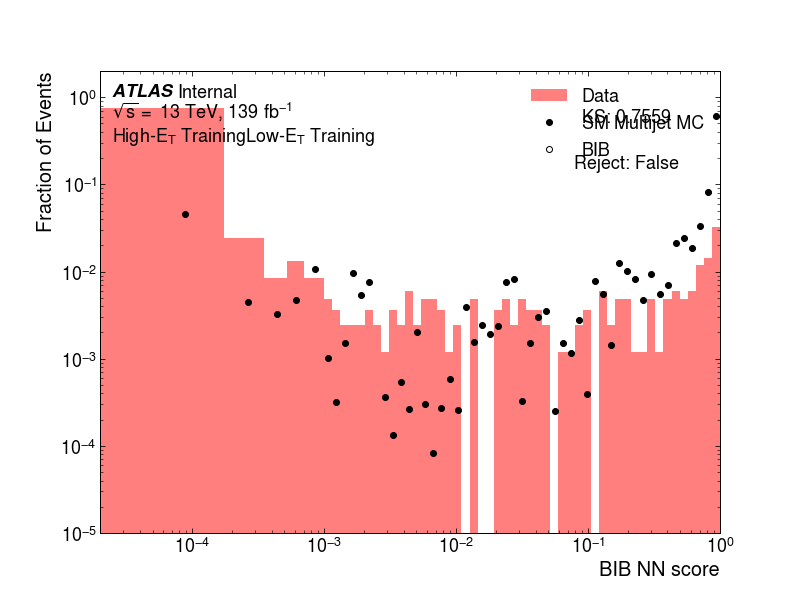 Fraction of Events
10⁰
10⁻¹
10⁻²
10⁻³
10⁻⁴
10⁻⁵
ATLAS Internal
√s = 13 TeV, 139 fb⁻¹
High-E_T TrainingLow-E_T Training
Data
KS: 0.7559
SM Multijet MC
BIB
Reject: False
10⁻⁴
10⁻³
10⁻²
10⁻¹
10⁰
BIB NN score